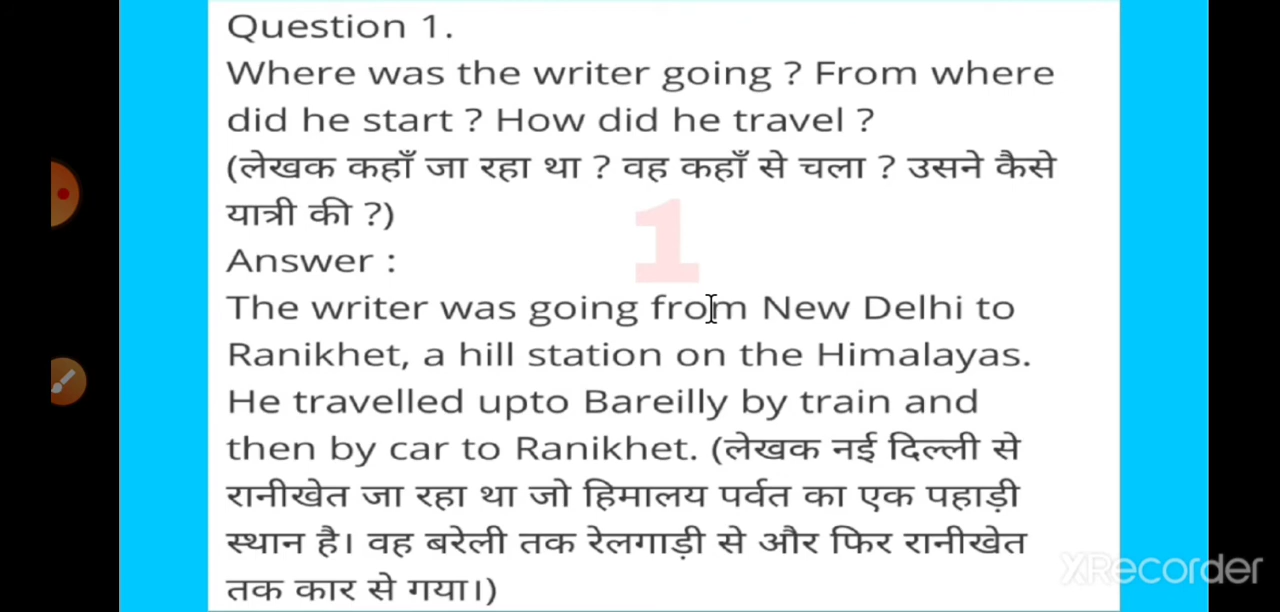 Question 1.
Where was the writer going ? From where
did he start ? How did he travel ?
(लेखक कहाँ जा रहा था ? वह कहाँ से चला ? उसने कैसे
यात्री की ?)
1
Answer :
The writer was going from New Delhi to
Ranikhet, a hill station on the Himalayas.
He travelled upto Bareilly by train and
then by car to Ranikhet. (लेखक नई दिल्ली से
रानीखेत जा रहा था जो हिमालय पर्वत का एक पहाड़ी
स्थान है। वह बरेली तक रेलगाड़ी से और फिर रानीखेत
तक कार से गया।)
XRecorder